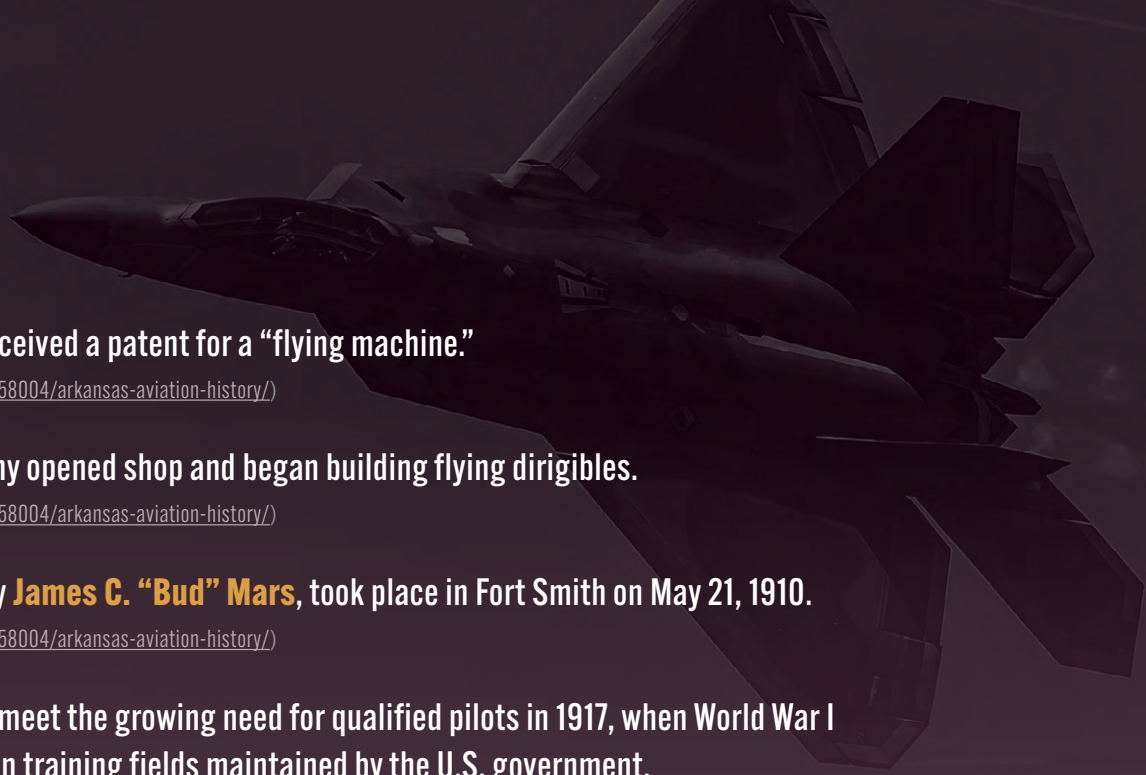 ceived a patent for a “flying machine.”
58004/arkansas-aviation-history/)
ny opened shop and began building flying dirigibles.
58004/arkansas-aviation-history/)
y James C. “Bud” Mars, took place in Fort Smith on May 21, 1910.
58004/arkansas-aviation-history/)
meet the growing need for qualified pilots in 1917, when World War I
n training fields maintained by the U.S. government.